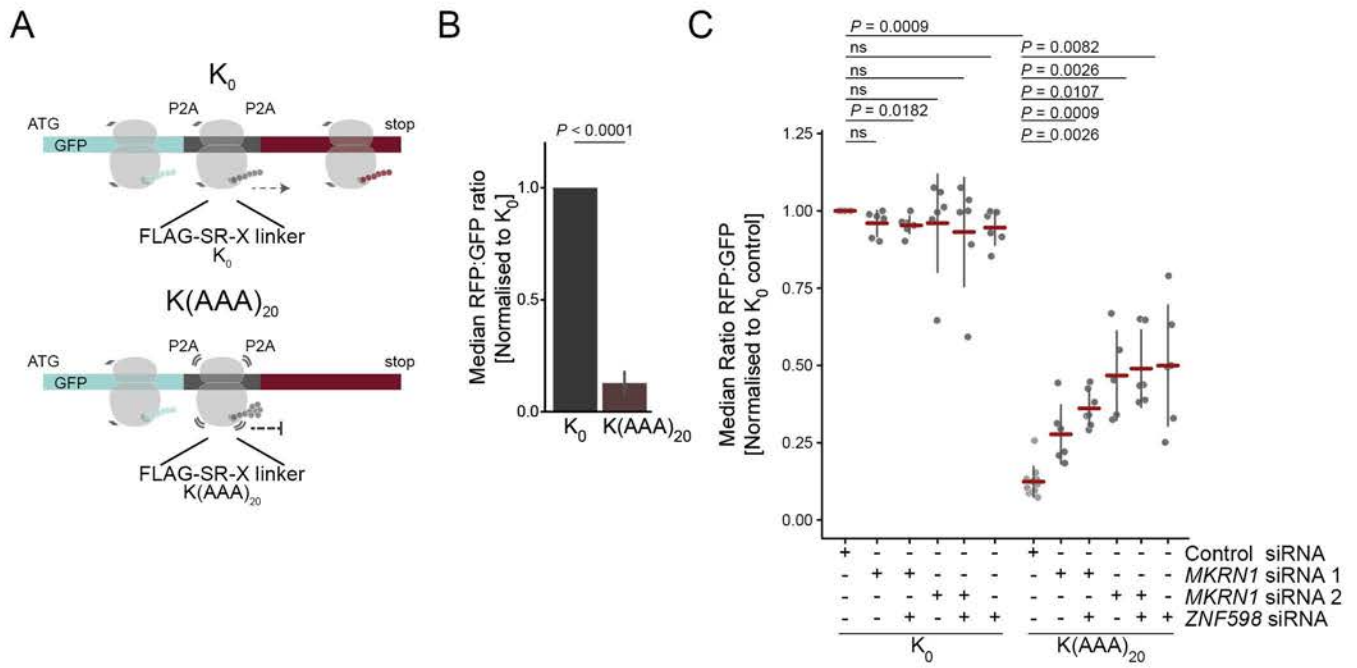 A
K0
P2A P2A
ATG stop
GFP
FLAG-SR-X linker
K0
K(AAA)20
P2A P2A
ATG stop
GFP
FLAG-SR-X linker
K(AAA)20
B
P < 0.0001
Median RFP:GFP ratio
[Normalised to K0]
1.0
0.5
0.0
K0 K(AAA)20
C
P = 0.0009
ns
ns
ns
P = 0.0182
ns
P = 0.0082
P = 0.0026
P = 0.0107
P = 0.0009
P = 0.0026
Median Ratio RFP:GFP
[Normalised to K0 control]
1.25
1.00
0.75
0.50
0.25
0.00
+ - - - - - + - - - - - Control siRNA
- + + - - - - + + - - - MKRN1 siRNA 1
- - - + + - - - - + + - MKRN1 siRNA 2
- - + - + + - - + - + + ZNF598 siRNA
K0 K(AAA)20